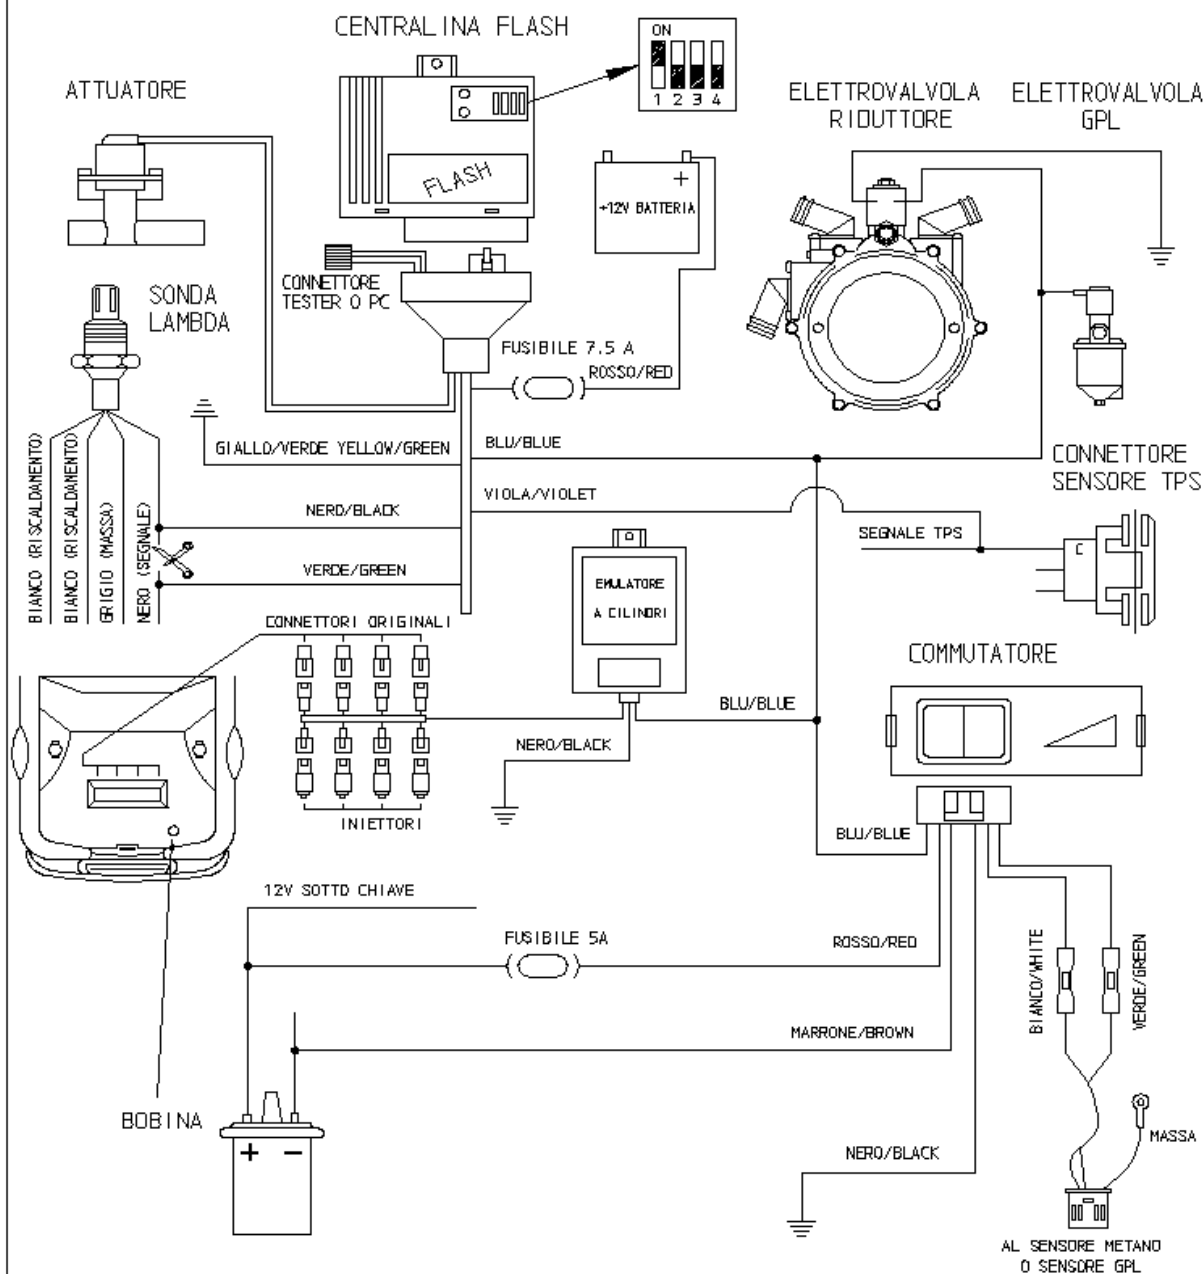 CENTRALINA FLASH
ON
1 2 3 4
ATTUATORE
ELETTROVALVOLA
RIDUTTORE
ELETTROVALVOLA
GPL
FLASH
+
+12V BATTERIA
CONNETTORE
TESTER O PC
SONDA
LAMBDA
FUSIBILE 7.5 A
ROSSO/RED
GIALLO/VERDE YELLOW/GREEN
BLU/BLUE
CONNETTORE
SENSORE TPS
VIOLA/VIOLET
NERO/BLACK
SEGNALE TPS
C
VERDE/GREEN
BIANCO (RISCALDAMENTO)
BIANCO (RISCALDAMENTO)
GRIGIO (MASSA)
NERO (SEGNALE)
EMULATORE
A CILINDRI
CONNETTORI ORIGINALI
COMMUTATORE
BLU/BLUE
NERO/BLACK
INIETTORI
BLU/BLUE
12V SOTTO CHIAVE
FUSIBILE 5A
ROSSO/RED
BIANCO/WHITE
VERDE/GREEN
MARRONE/BROWN
BOBINA
+ −
MASSA
NERO/BLACK
AL SENSORE METANO
O SENSORE GPL